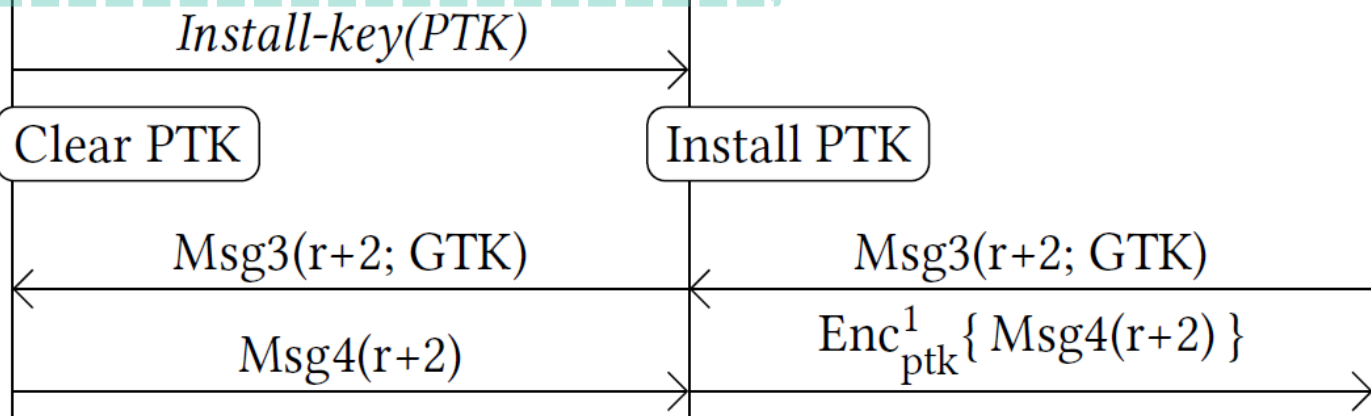 Install-key(PTK)
Clear PTK
Install PTK
Msg3(r+2; GTK)
Msg3(r+2; GTK)
Msg4(r+2)
Enc¹ₚₜₖ{ Msg4(r+2) }